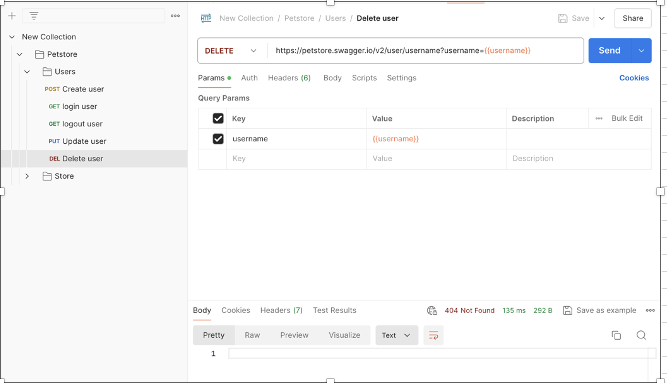 New Collection / Petstore / Users / Delete user
Save
Share
New Collection
Petstore
Users
POST Create user
GET login user
GET logout user
PUT Update user
DEL Delete user
Store
DELETE
https://petstore.swagger.io/v2/user/username?username={{username}}
Send
Params Auth Headers (6) Body Scripts Settings
Cookies
Query Params
Key Value Description Bulk Edit
username {{username}}
Key Value Description
Body Cookies Headers (7) Test Results
404 Not Found 135 ms 292 B Save as example
Pretty Raw Preview Visualize Text
1